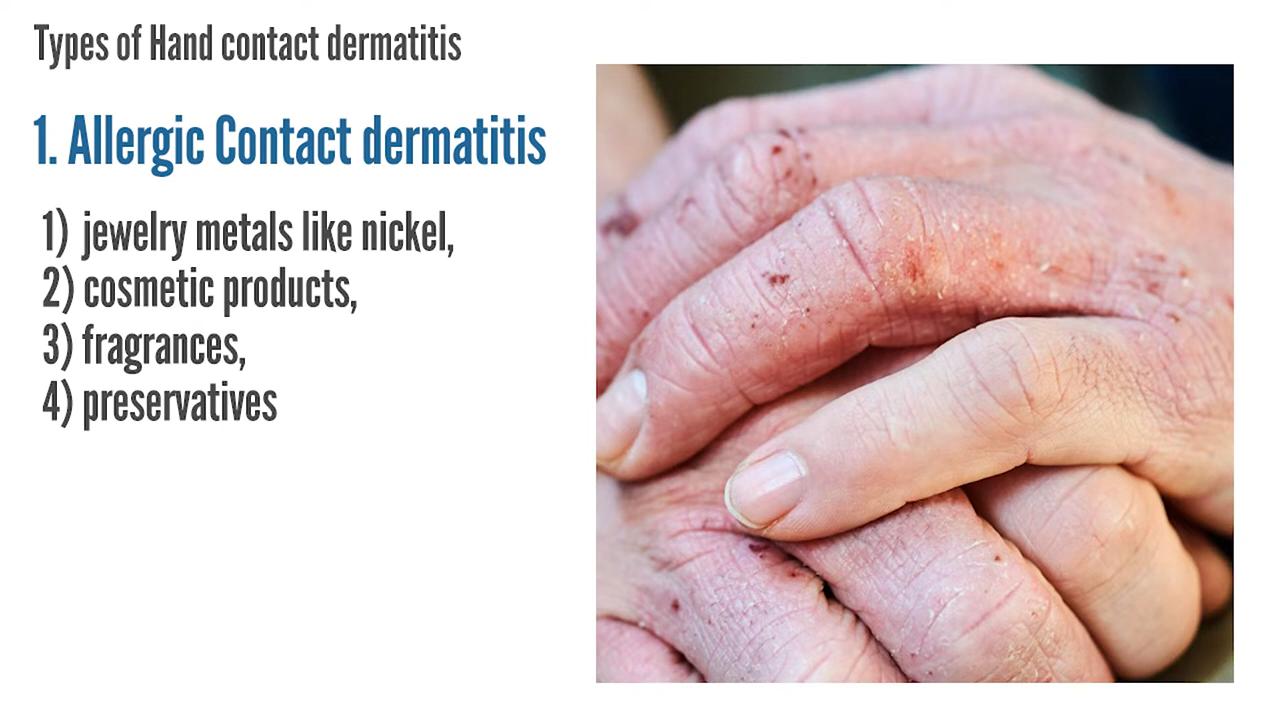 Types of Hand contact dermatitis
1. Allergic Contact dermatitis
1) jewelry metals like nickel,
2) cosmetic products,
3) fragrances,
4) preservatives